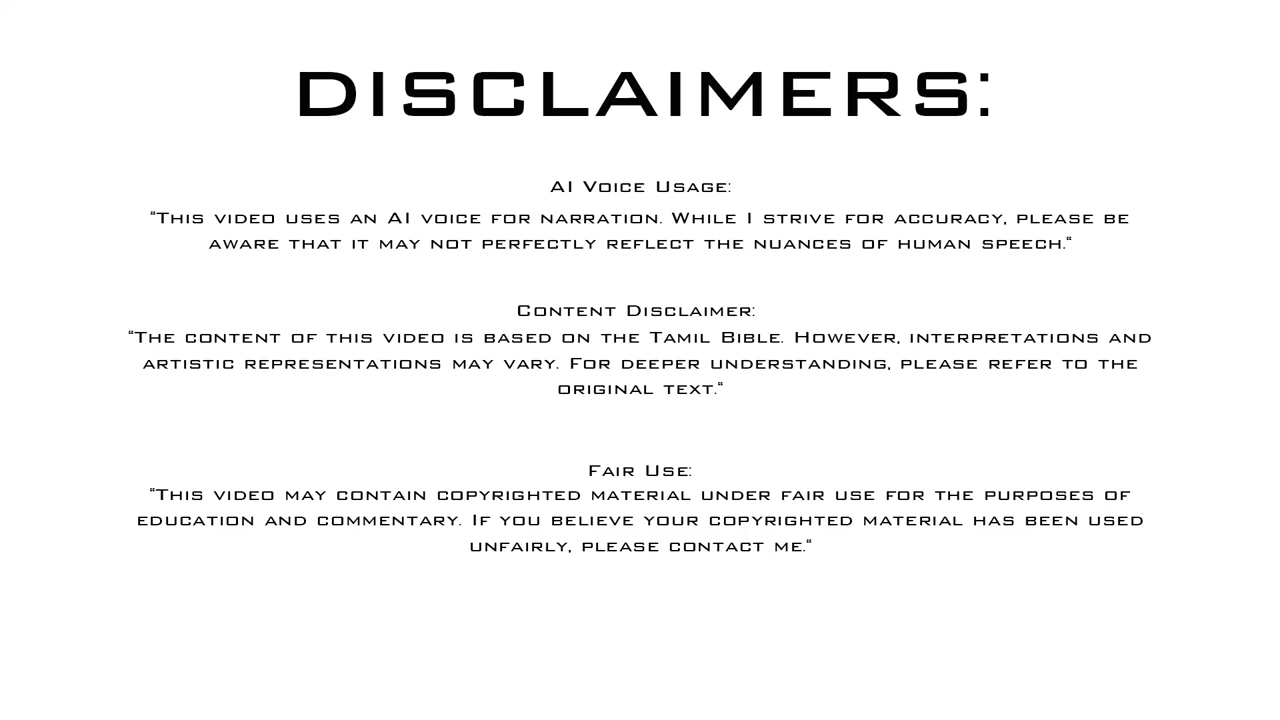 DISCLAIMERS:
AI Voice Usage:
“This video uses an AI voice for narration. While I strive for accuracy, please be
aware that it may not perfectly reflect the nuances of human speech.“
Content Disclaimer:
“The content of this video is based on the Tamil Bible. However, interpretations and
artistic representations may vary. For deeper understanding, please refer to the
original text.“
Fair Use:
“This video may contain copyrighted material under fair use for the purposes of
education and commentary. If you believe your copyrighted material has been used
unfairly, please contact me.“